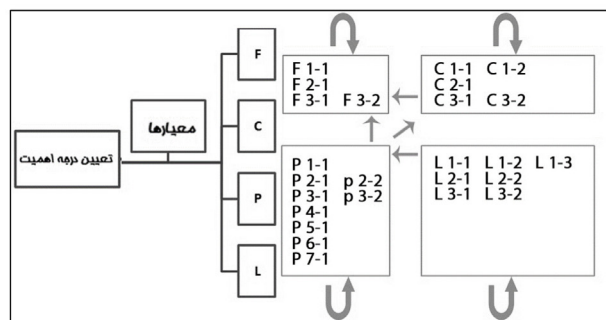 تعیین درجه اهمیت
معیارها
F
C
P
L
F 1-1
F 2-1
F 3-1 F 3-2
C 1-1 C 1-2
C 2-1
C 3-1 C 3-2
P 1-1
P 2-1 p 2-2
P 3-1 p 3-2
P 4-1
P 5-1
P 6-1
P 7-1
L 1-1 L 1-2 L 1-3
L 2-1 L 2-2
L 3-1 L 3-2